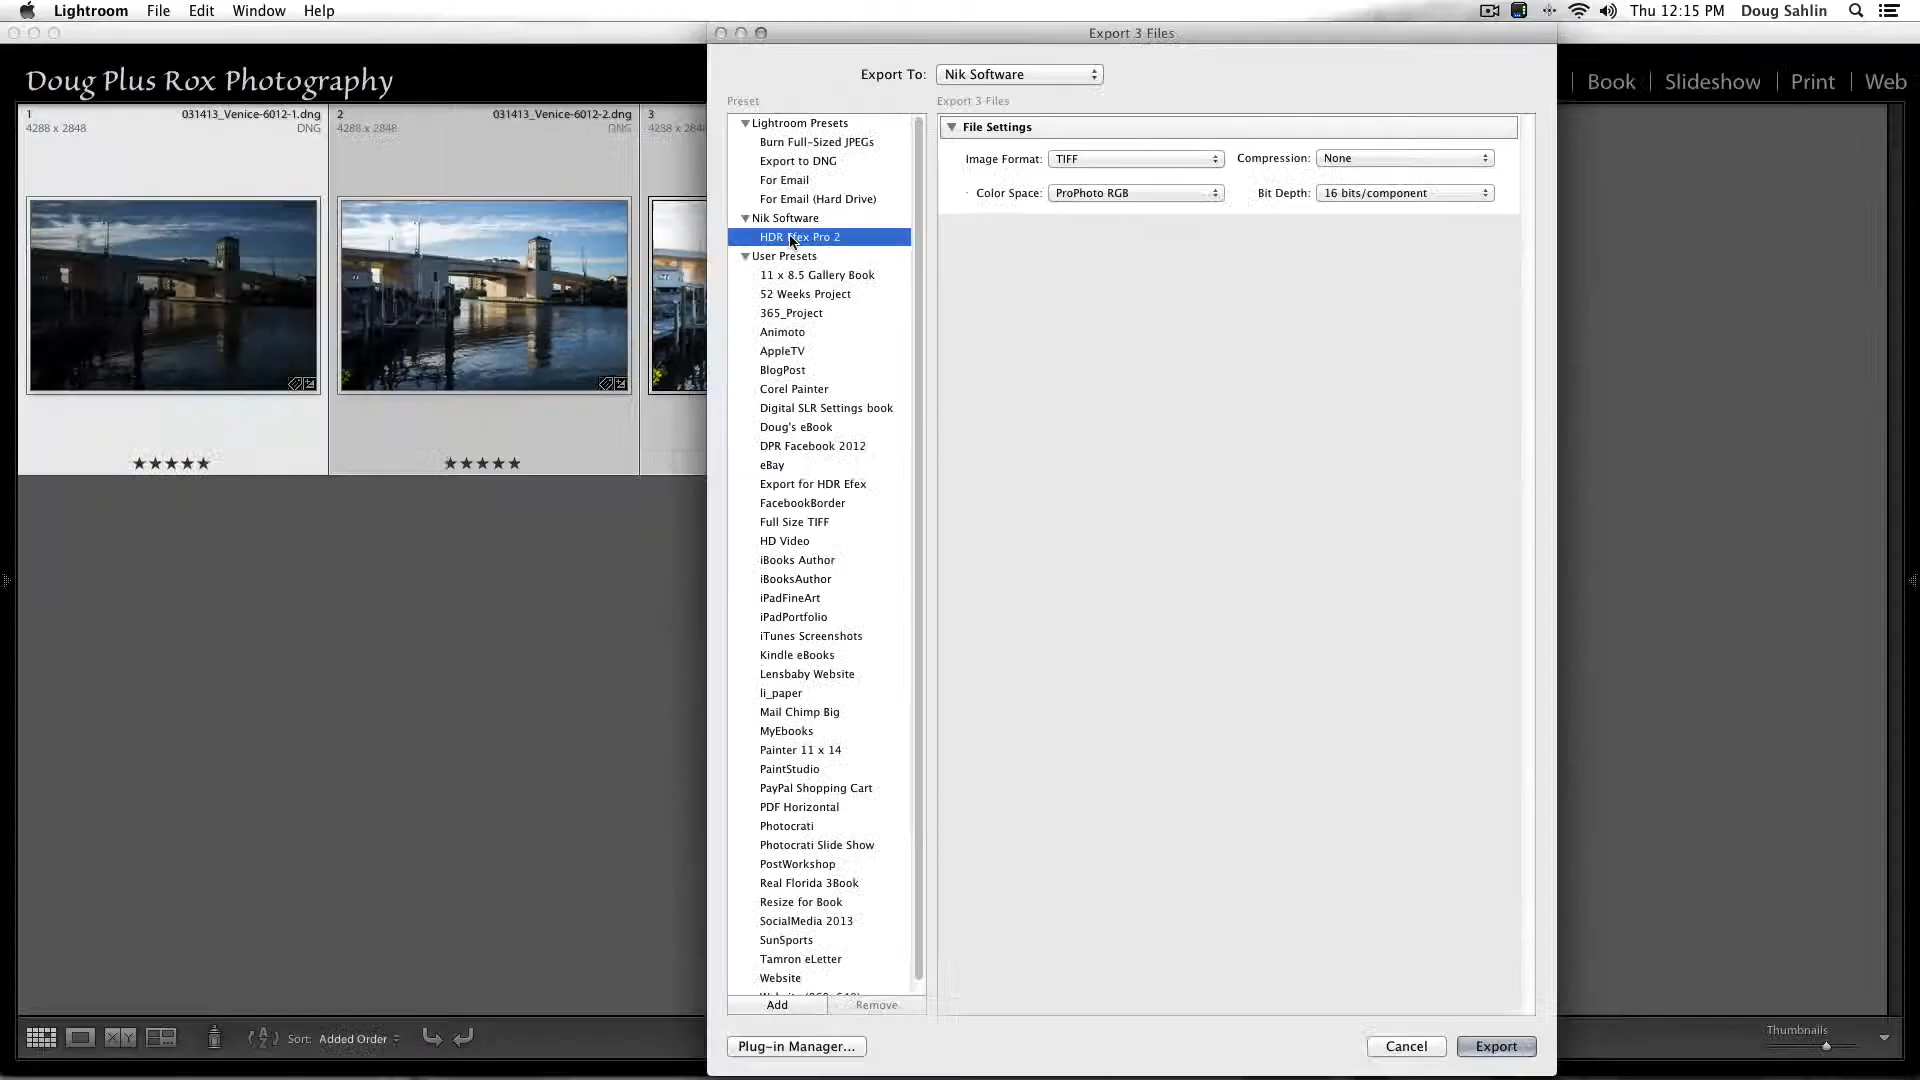 Lightroom File Edit Window Help
Thu 12:15 PM Doug Sahlin
Export 3 Files
Doug Plus Rox Photography
Book | Slideshow | Print | Web
1 031413_Venice-6012-1.dng
4288 x 2848 DNG
2 031413_Venice-6012-2.dng
4288 x 2848 DNG
3
4288 x 284
★★★★★
★★★★★
Export To: Nik Software
Preset
Lightroom Presets
Burn Full-Sized JPEGs
Export to DNG
For Email
For Email (Hard Drive)
Nik Software
HDR Efex Pro 2
User Presets
11 x 8.5 Gallery Book
52 Weeks Project
365_Project
Animoto
AppleTV
BlogPost
Corel Painter
Digital SLR Settings book
Doug's eBook
DPR Facebook 2012
eBay
Export for HDR Efex
FacebookBorder
Full Size TIFF
HD Video
iBooks Author
iBooksAuthor
iPadFineArt
iPadPortfolio
iTunes Screenshots
Kindle eBooks
Lensbaby Website
li_paper
Mail Chimp Big
MyEbooks
Painter 11 x 14
PaintStudio
PayPal Shopping Cart
PDF Horizontal
Photocrati
Photocrati Slide Show
PostWorkshop
Real Florida 3Book
Resize for Book
SocialMedia 2013
SunSports
Tamron eLetter
Website
Add Remove
Export 3 Files
File Settings
Image Format: TIFF Compression: None
Color Space: ProPhoto RGB Bit Depth: 16 bits/component
Plug-in Manager... Cancel Export
XY
Sort: Added Order
Thumbnails